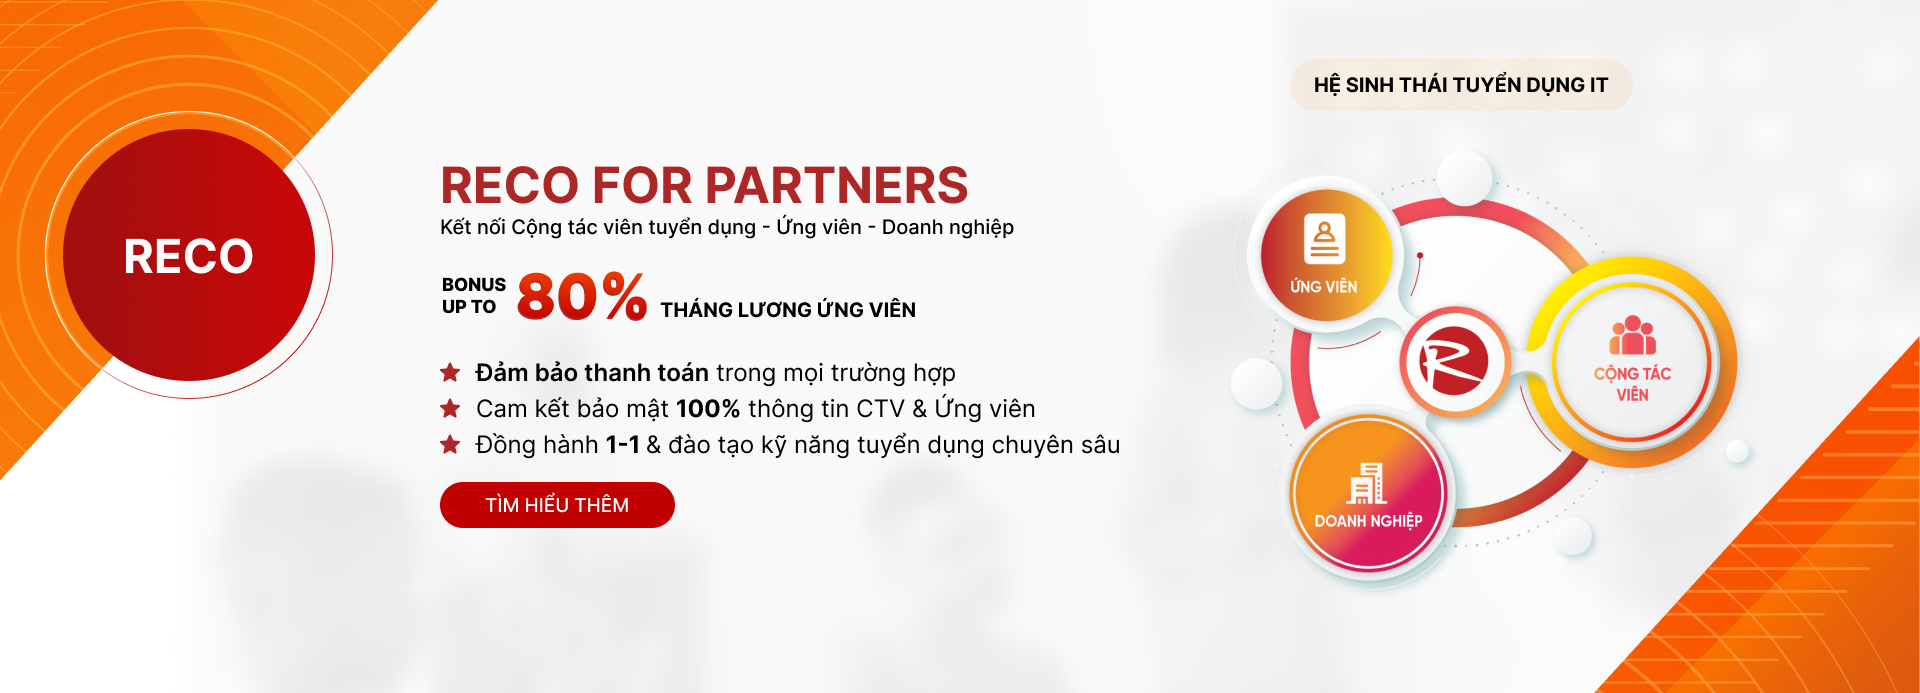 RECO
RECO FOR PARTNERS
Kết nối Cộng tác viên tuyển dụng - Ứng viên - Doanh nghiệp
BONUS
UP TO
80%
THÁNG LƯƠNG ỨNG VIÊN
Đảm bảo thanh toán trong mọi trường hợp
Cam kết bảo mật 100% thông tin CTV & Ứng viên
Đồng hành 1-1 & đào tạo kỹ năng tuyển dụng chuyên sâu
TÌM HIỂU THÊM
HỆ SINH THÁI TUYỂN DỤNG IT
ỨNG VIÊN
R
CỘNG TÁC
VIÊN
DOANH NGHIỆP